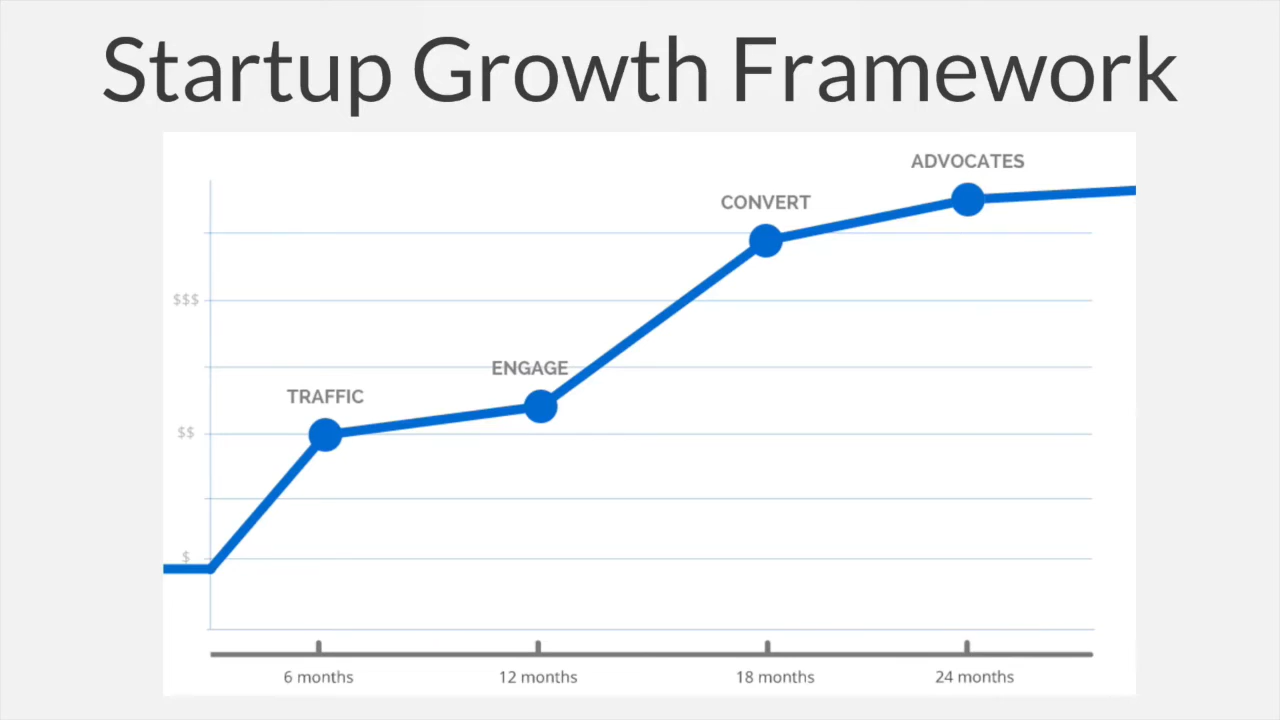 Startup Growth Framework
ADVOCATES
CONVERT
$$$
ENGAGE
TRAFFIC
$$
$
6 months
12 months
18 months
24 months